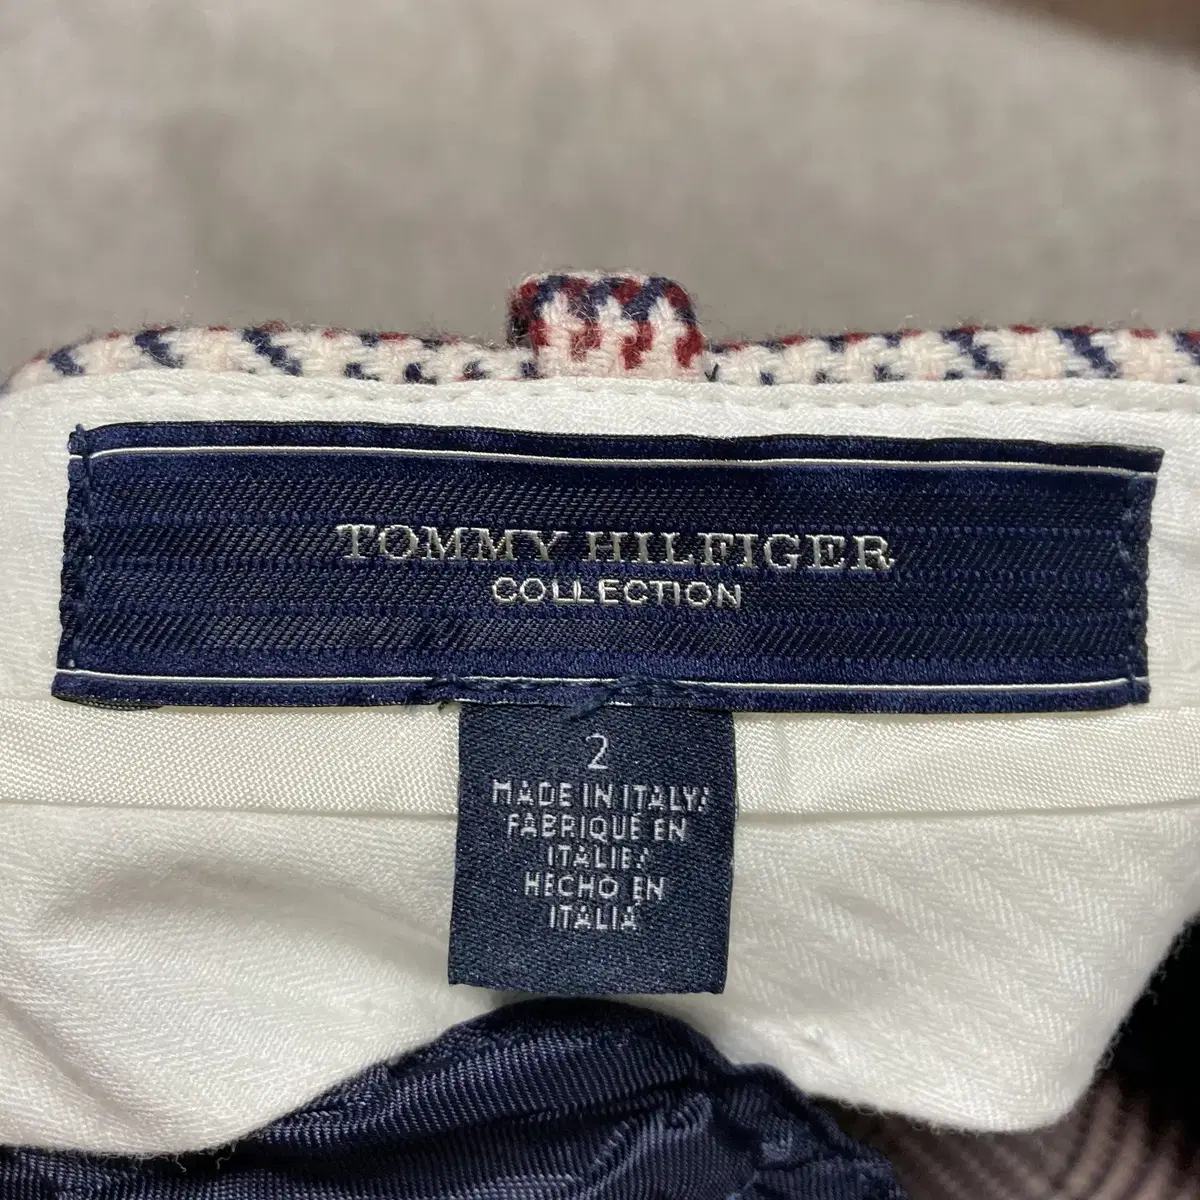 TOMMY HILFIGER
COLLECTION
2
MADE IN ITALY/
FABRIQUÉ EN
ITALIE/
HECHO EN
ITALIA